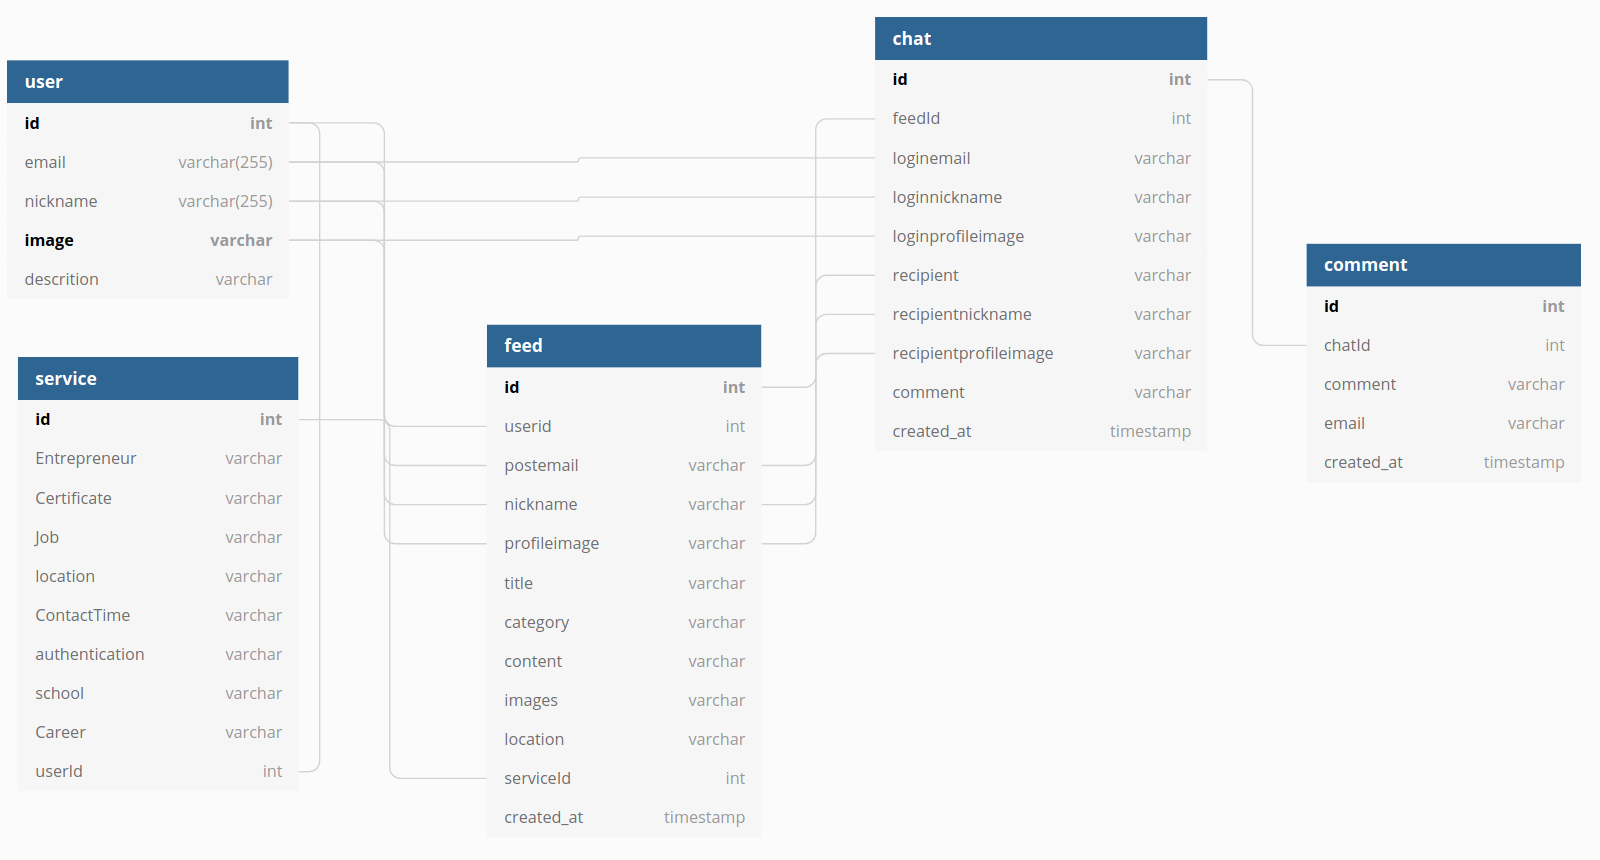 user
id int
email varchar(255)
nickname varchar(255)
image varchar
descrition varchar
service
id int
Entrepreneur varchar
Certificate varchar
Job varchar
location varchar
ContactTime varchar
authentication varchar
school varchar
Career varchar
userId int
feed
id int
userid int
postemail varchar
nickname varchar
profileimage varchar
title varchar
category varchar
content varchar
images varchar
location varchar
serviceId int
created_at timestamp
chat
id int
feedId int
loginemail varchar
loginnickname varchar
loginprofileimage varchar
recipient varchar
recipientnickname varchar
recipientprofileimage varchar
comment varchar
created_at timestamp
comment
id int
chatId int
comment varchar
email varchar
created_at timestamp